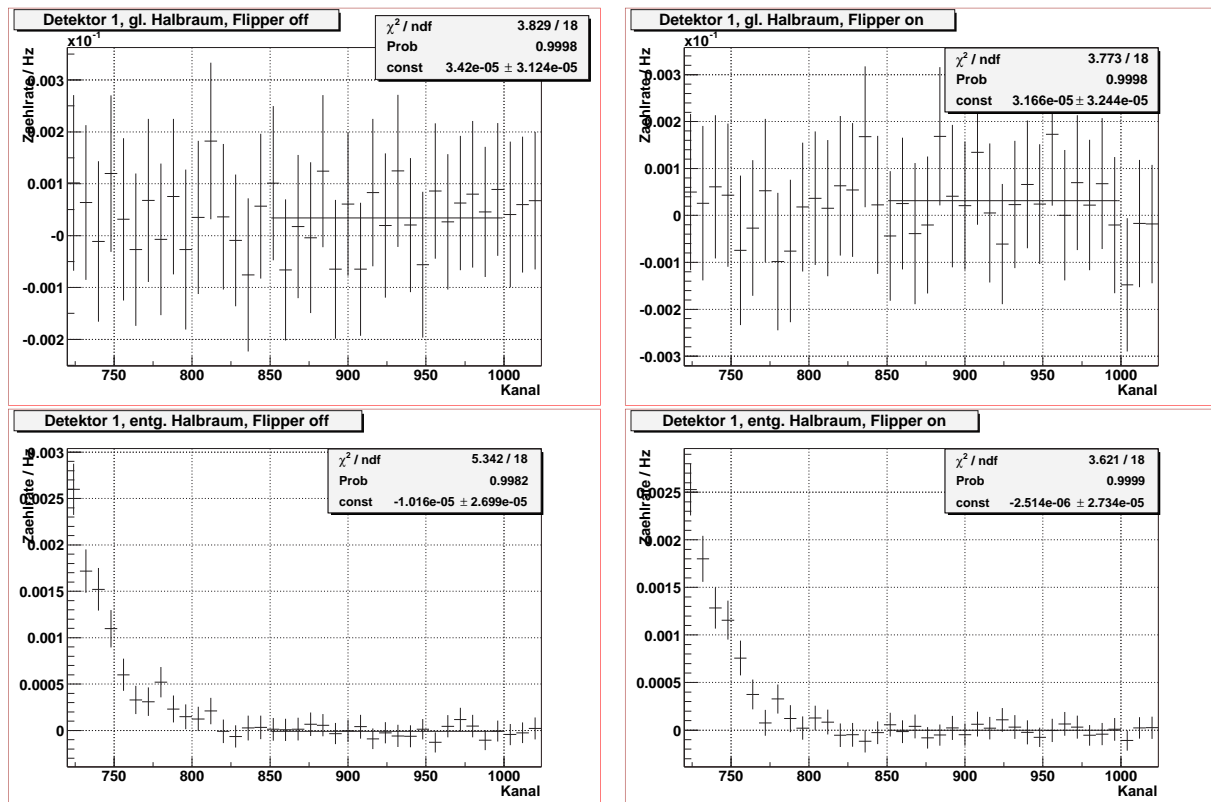 Detektor 1, gl. Halbraum, Flipper off
χ² / ndf 3.829 / 18
Prob 0.9998
const 3.42e-05 ± 3.124e-05
×10⁻¹
Zaehlrate / Hz
0.003
0.002
0.001
-0
-0.001
-0.002
750 800 850 900 950 1000
Kanal
Detektor 1, gl. Halbraum, Flipper on
χ² / ndf 3.773 / 18
Prob 0.9998
const 3.166e-05 ± 3.244e-05
×10⁻¹
Zaehlrate / Hz
0.003
0.002
0.001
0
-0.001
-0.002
-0.003
750 800 850 900 950 1000
Kanal
Detektor 1, entg. Halbraum, Flipper off
χ² / ndf 5.342 / 18
Prob 0.9982
const -1.016e-05 ± 2.699e-05
Zaehlrate / Hz
0.003
0.0025
0.002
0.0015
0.001
0.0005
0
750 800 850 900 950 1000
Kanal
Detektor 1, entg. Halbraum, Flipper on
χ² / ndf 3.621 / 18
Prob 0.9999
const -2.514e-06 ± 2.734e-05
Zaehlrate / Hz
0.0025
0.002
0.0015
0.001
0.0005
0
750 800 850 900 950 1000
Kanal